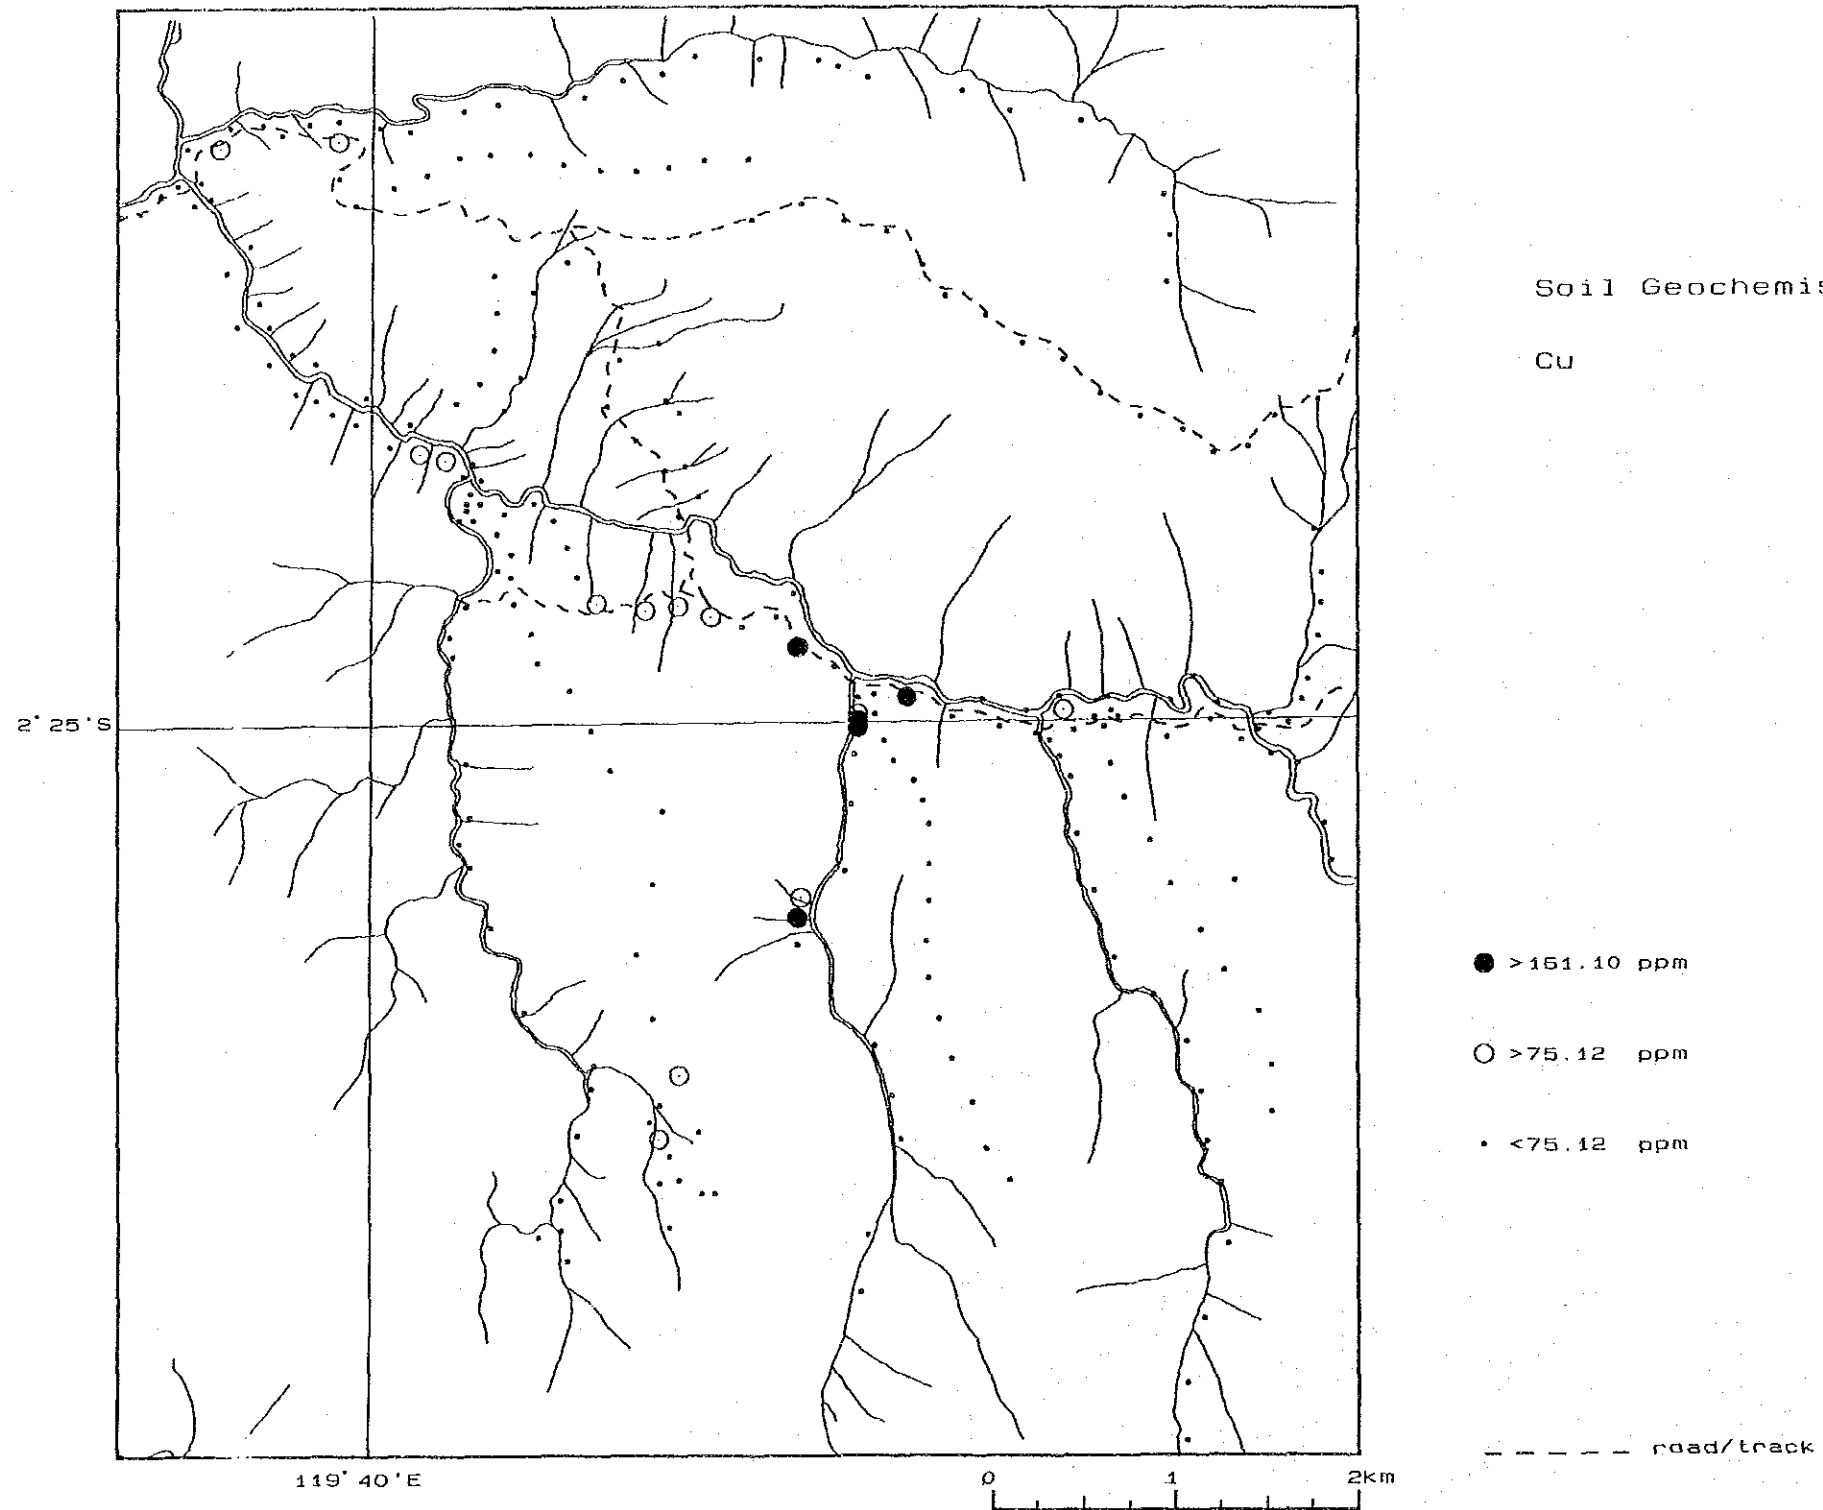 Soil Geochemis
Cu
2°25'S
>151.10 ppm
>75.12 ppm
<75.12 ppm
road/track
119°40'E
0 1 2km